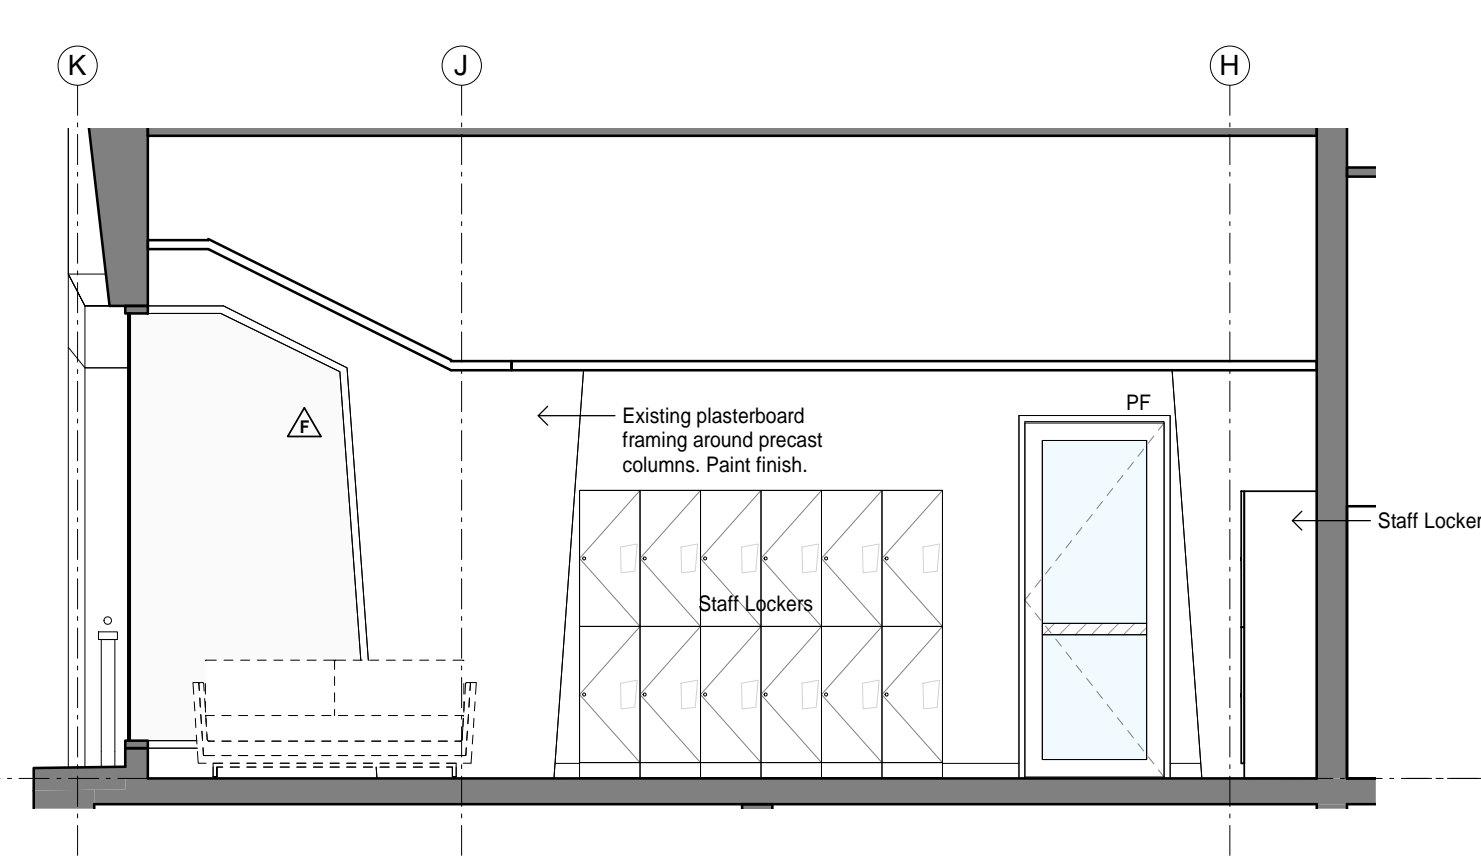 K
J
H
PF
Existing plasterboard
framing around precast
columns. Paint finish.
F
Staff Locker
Staff Lockers